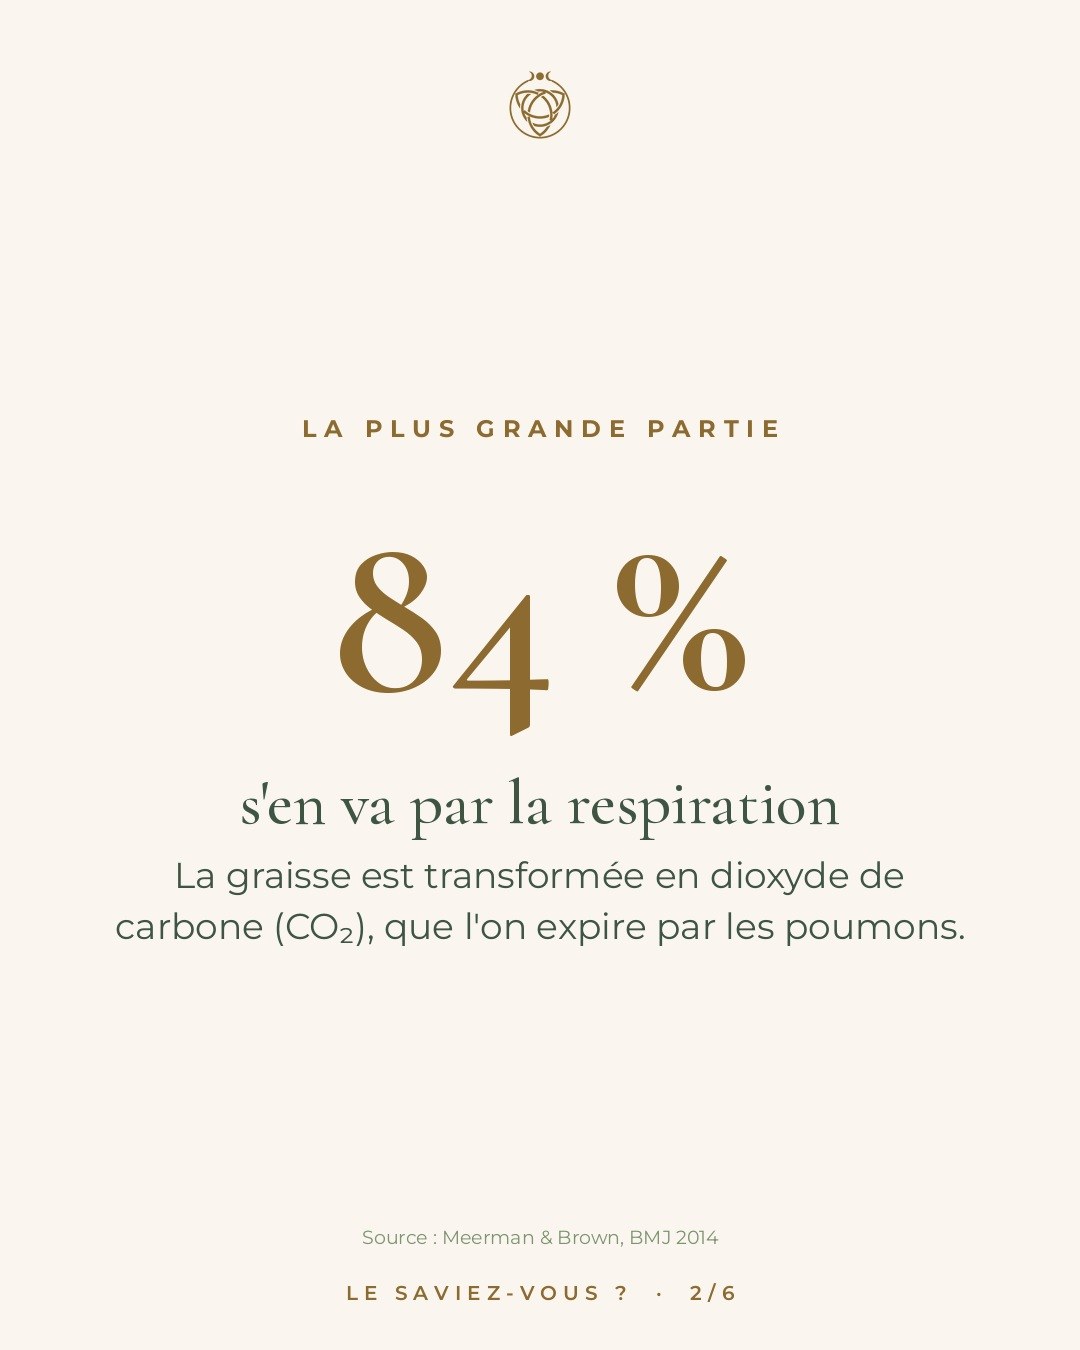 LA PLUS GRANDE PARTIE
84 %
s'en va par la respiration
La graisse est transformée en dioxyde de
carbone (CO₂), que l'on expire par les poumons.
Source : Meerman & Brown, BMJ 2014
LE SAVIEZ-VOUS ? · 2/6